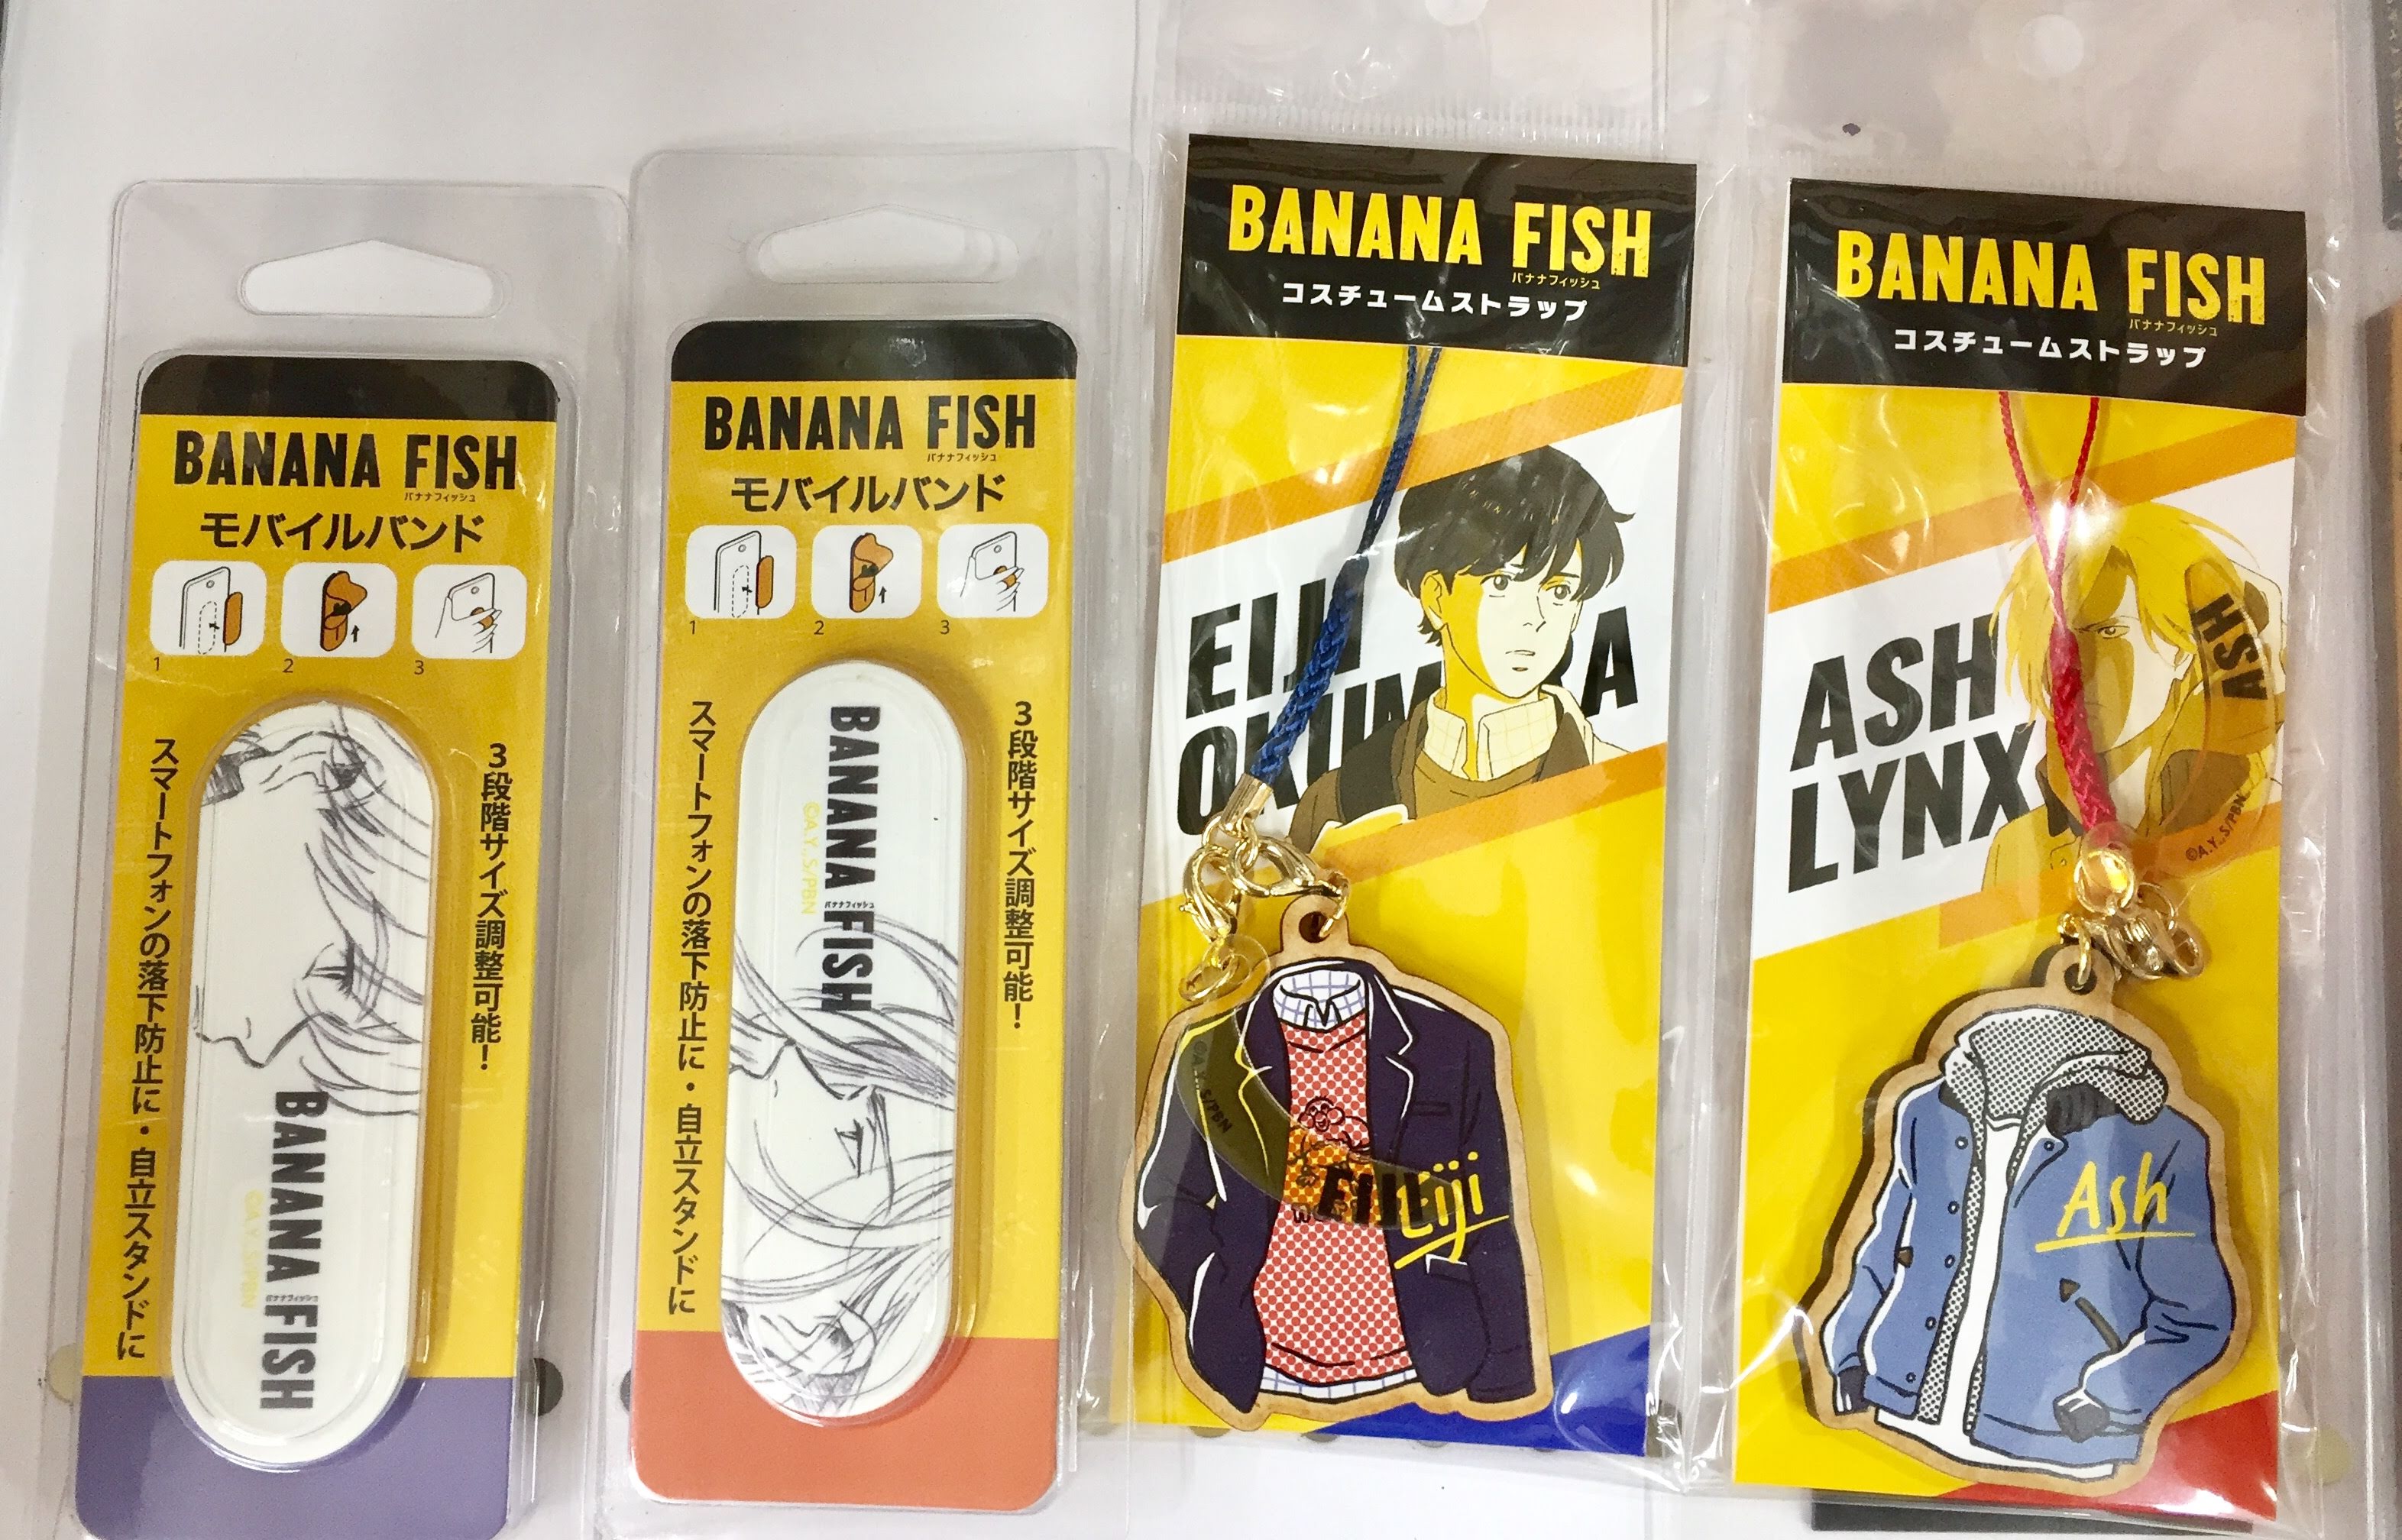 BANANA FISH
バナナフィッシュ
モバイルバンド
1 2 3
3段階サイズ調整可能!
スマートフォンの落下防止に・自立スタンドに
BANANA FISH
バナナフィッシュ
©A.Y.,S/PBN
BANANA FISH
バナナフィッシュ
モバイルバンド
1 2 3
3段階サイズ調整可能!
スマートフォンの落下防止に・自立スタンドに
BANANA FISH
バナナフィッシュ
©A.Y.,S/PBN
BANANA FISH
バナナフィッシュ
コスチュームストラップ
EIJI
OKUMURA
©A.Y.,S/PBN
EIJI
Eiji
BANANA FISH
バナナフィッシュ
コスチュームストラップ
ASH
LYNX
ASH
©A.Y.,S/PBN
Ash